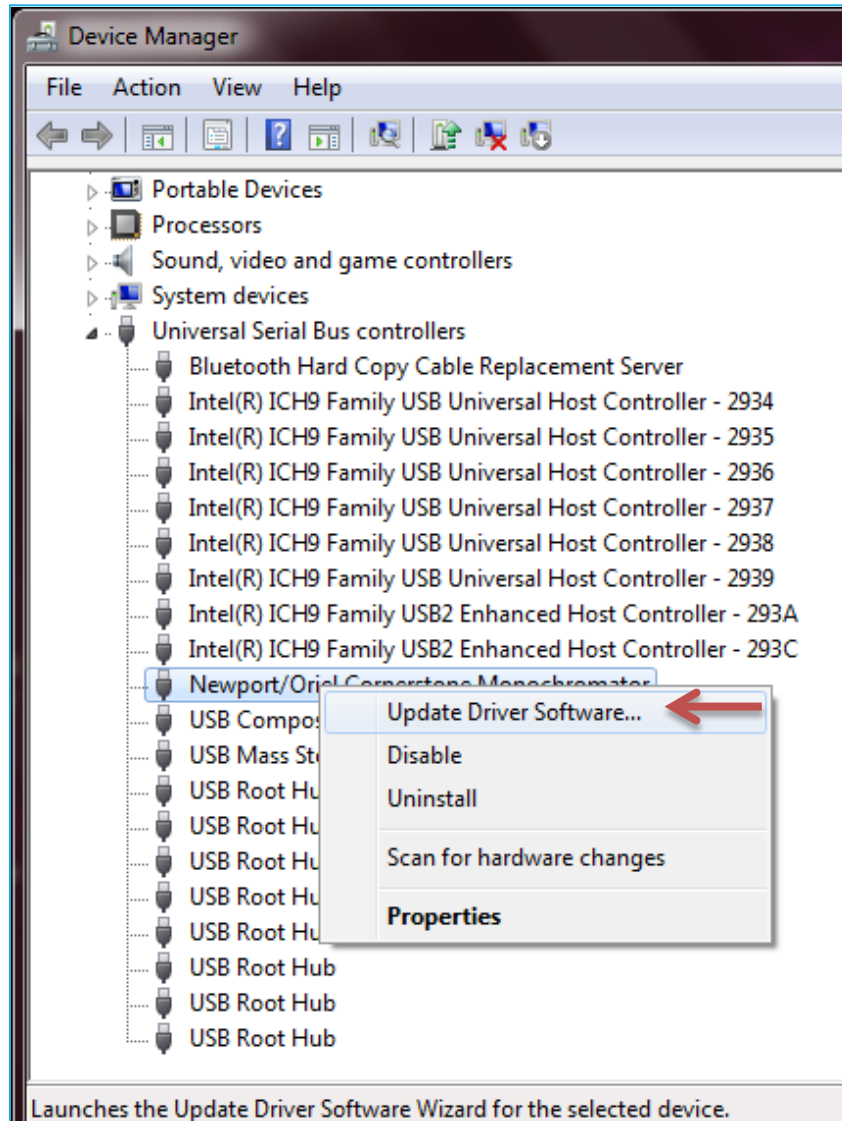 Device Manager
File Action View Help
Portable Devices
Processors
Sound, video and game controllers
System devices
Universal Serial Bus controllers
Bluetooth Hard Copy Cable Replacement Server
Intel(R) ICH9 Family USB Universal Host Controller - 2934
Intel(R) ICH9 Family USB Universal Host Controller - 2935
Intel(R) ICH9 Family USB Universal Host Controller - 2936
Intel(R) ICH9 Family USB Universal Host Controller - 2937
Intel(R) ICH9 Family USB Universal Host Controller - 2938
Intel(R) ICH9 Family USB Universal Host Controller - 2939
Intel(R) ICH9 Family USB2 Enhanced Host Controller - 293A
Intel(R) ICH9 Family USB2 Enhanced Host Controller - 293C
Newport/Oriel Cornerstone Monochromator
USB Compos
USB Mass St
USB Root Hu
USB Root Hu
USB Root Hu
USB Root Hu
USB Root Hu
USB Root Hub
USB Root Hub
USB Root Hub
Update Driver Software...
Disable
Uninstall
Scan for hardware changes
Properties
Launches the Update Driver Software Wizard for the selected device.